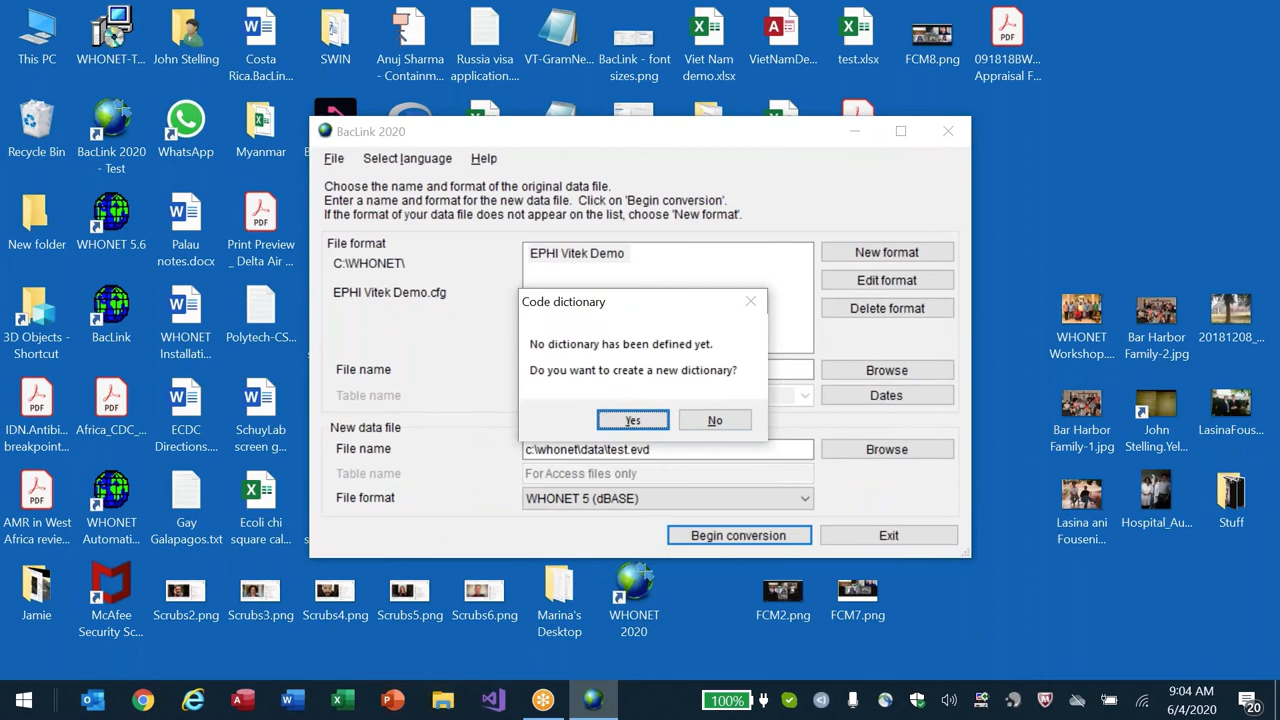 This PC
WHONET-T...
John Stelling
Costa
Rica.BacLin...
SWIN
Anuj Sharma
- Containm...
Russia visa
application....
VT-GramNe...
BacLink - font
sizes.png
Viet Nam
demo.xlsx
VietNamDe...
test.xlsx
FCM8.png
091818BW...
Appraisal F...
Recycle Bin
BacLink 2020
- Test
WhatsApp
Myanmar
New folder
WHONET 5.6
Palau
notes.docx
Print Preview
_ Delta Air ...
3D Objects -
Shortcut
BacLink
WHONET
Installati...
Polytech-CS...
IDN.Antibi...
breakpoint...
Africa_CDC_...
ECDC
Directions....
SchuyLab
screen g...
AMR in West
Africa revie...
WHONET
Automati...
Gay
Galapagos.txt
Ecoli chi
square cal...
Jamie
McAfee
Security Sc...
Scrubs2.png
Scrubs3.png
Scrubs4.png
Scrubs5.png
Scrubs6.png
Marina's
Desktop
WHONET
2020
FCM2.png
FCM7.png
WHONET
Workshop....
Bar Harbor
Family-2.jpg
20181208_...
Bar Harbor
Family-1.jpg
John
Stelling.Yel...
LasinaFous...
Lasina ani
Fouseni...
Hospital_Au...
Stuff
BacLink 2020
File
Select language
Help
Choose the name and format of the original data file.
Enter a name and format for the new data file. Click on 'Begin conversion'.
If the format of your data file does not appear on the list, choose 'New format'.
File format
C:\WHONET\
EPHI Vitek Demo.cfg
EPHI Vitek Demo
New format
Edit format
Delete format
File name
Browse
Table name
Dates
Code dictionary
No dictionary has been defined yet.
Do you want to create a new dictionary?
Yes
No
New data file
File name
c:\whonet\data\test.evd
Browse
Table name
For Access files only
File format
WHONET 5 (dBASE)
Begin conversion
Exit
100%
9:04 AM
6/4/2020
20